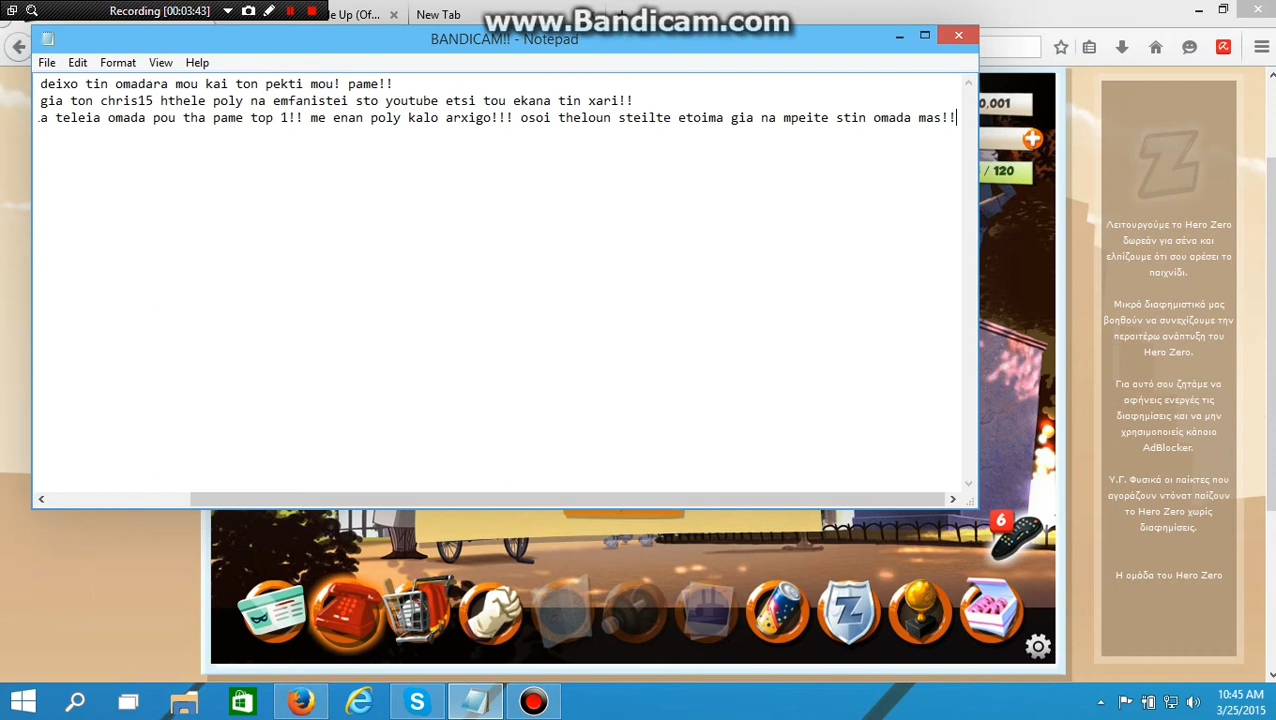 Recording [00:03:43]
le Up (Of...
New Tab
www.Bandicam.com
BANDICAM!! - Notepad
File Edit Format View Help
deixo tin omadara mou kai ton pekti mou! pame!!
gia ton chris15 hthele poly na emfanistei sto youtube etsi tou ekana tin xari!!
a teleia omada pou tha pame top 1!! me enan poly kalo arxigo!!! osoi theloun steilte etoima gia na mpeite stin omada mas!!
0,001
/ 120
Λειτουργούμε το Hero Zero
δωρεάν για σένα και
ελπίζουμε ότι σου αρέσει το
παιχνίδι.
Μικρά διαφημιστικά μας
βοηθούν να συνεχίζουμε την
περαιτέρω ανάπτυξη του
Hero Zero.
Για αυτό σου ζητάμε να
αφήνεις ενεργές τις
διαφημίσεις και να μην
χρησιμοποιείς κάποιο
AdBlocker.
Υ.Γ. Φυσικά οι παίκτες που
αγοράζουν ντόνατ παίζουν
το Hero Zero χωρίς
διαφημίσεις.
Η ομάδα του Hero Zero
6
10:45 AM
3/25/2015